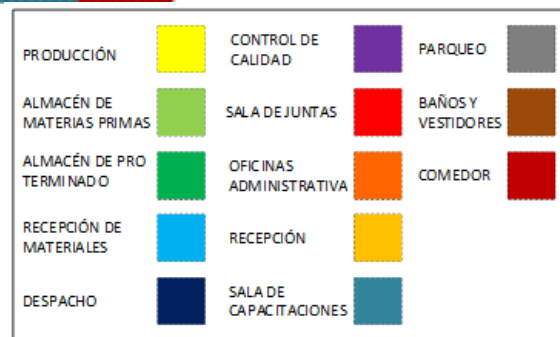 PRODUCCIÓN
ALMACÉN DE
MATERIAS PRIMAS
ALMACÉN DE PRO
TERMINADO
RECEPCIÓN DE
MATERIALES
DESPACHO
CONTROL DE
CALIDAD
SALA DE JUNTAS
OFICINAS
ADMINISTRATIVA
RECEPCIÓN
SALA DE
CAPACITACIONES
PARQUEO
BAÑOS Y
VESTIDORES
COMEDOR